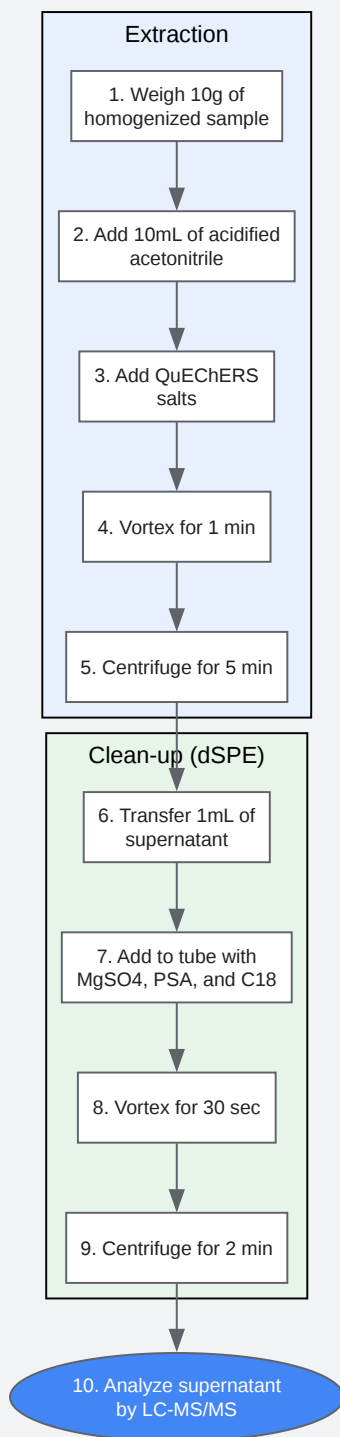 Extraction
1. Weigh 10g of
homogenized sample
2. Add 10mL of acidified
acetonitrile
3. Add QuEChERS
salts
4. Vortex for 1 min
5. Centrifuge for 5 min
Clean-up (dSPE)
6. Transfer 1mL of
supernatant
7. Add to tube with
MgSO4, PSA, and C18
8. Vortex for 30 sec
9. Centrifuge for 2 min
10. Analyze supernatant
by LC-MS/MS